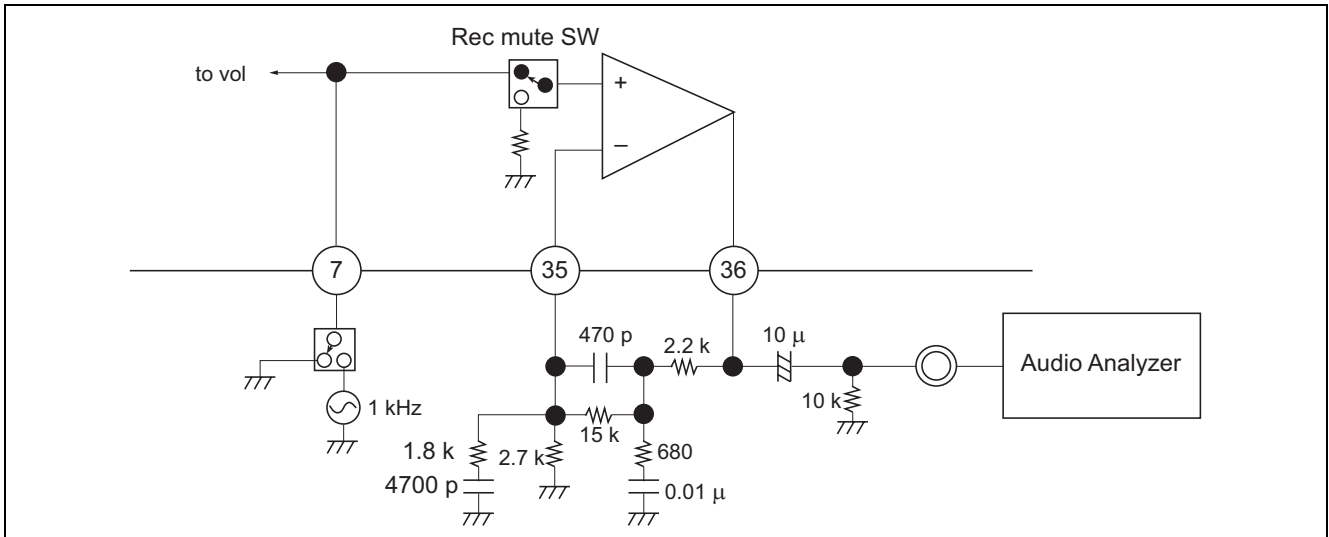 Rec mute SW
to vol
+
−
7
35
36
470 p
2.2 k
10 μ
Audio Analyzer
1 kHz
15 k
10 k
1.8 k
2.7 k
680
4700 p
0.01 μ